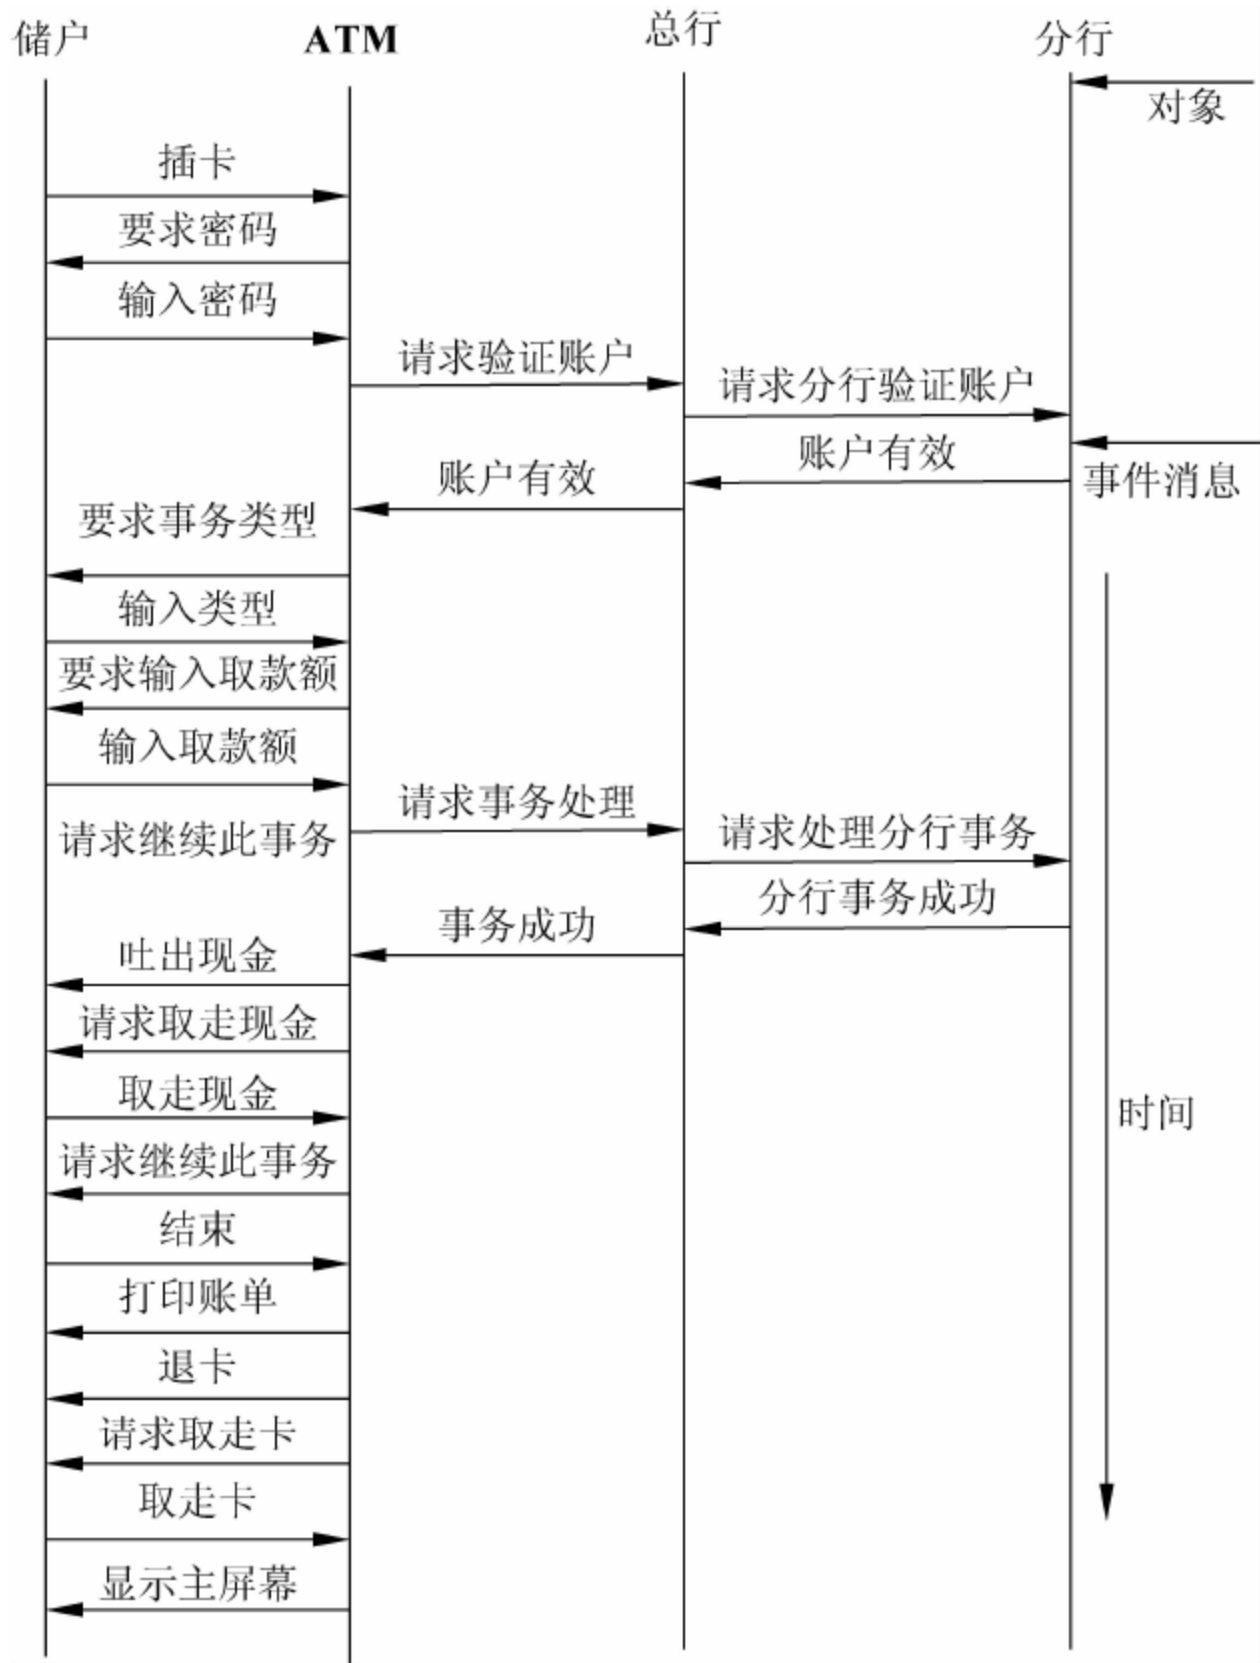 储户
ATM
总行
分行
对象
插卡
要求密码
输入密码
请求验证账户
请求分行验证账户
账户有效
账户有效
事件消息
要求事务类型
输入类型
要求输入取款额
输入取款额
请求事务处理
请求继续此事务
请求处理分行事务
分行事务成功
事务成功
吐出现金
请求取走现金
取走现金
时间
请求继续此事务
结束
打印账单
退卡
请求取走卡
取走卡
显示主屏幕